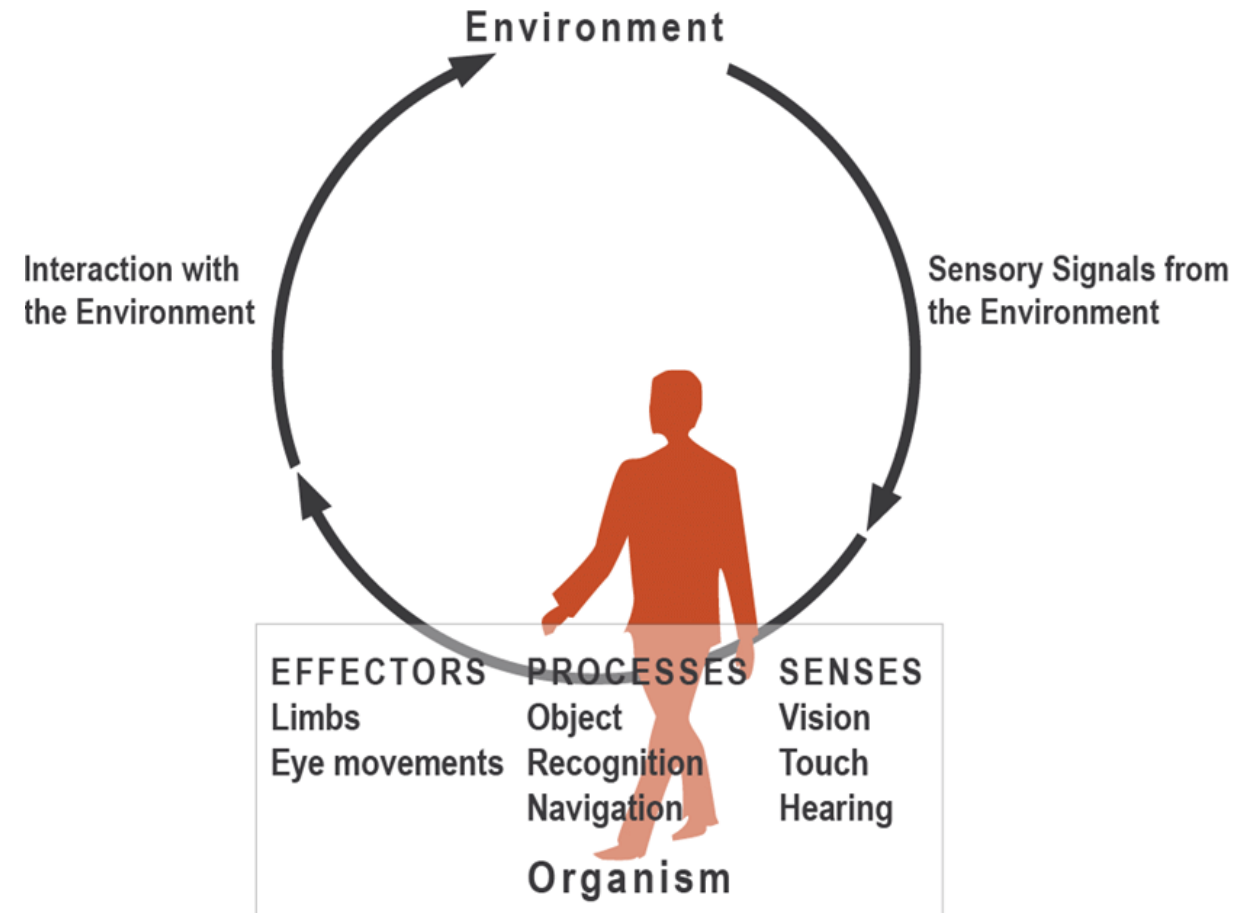 Environment
Interaction with
the Environment
Sensory Signals from
the Environment
EFFECTORS
Limbs
Eye movements
PROCESSES
Object
Recognition
Navigation
SENSES
Vision
Touch
Hearing
Organism